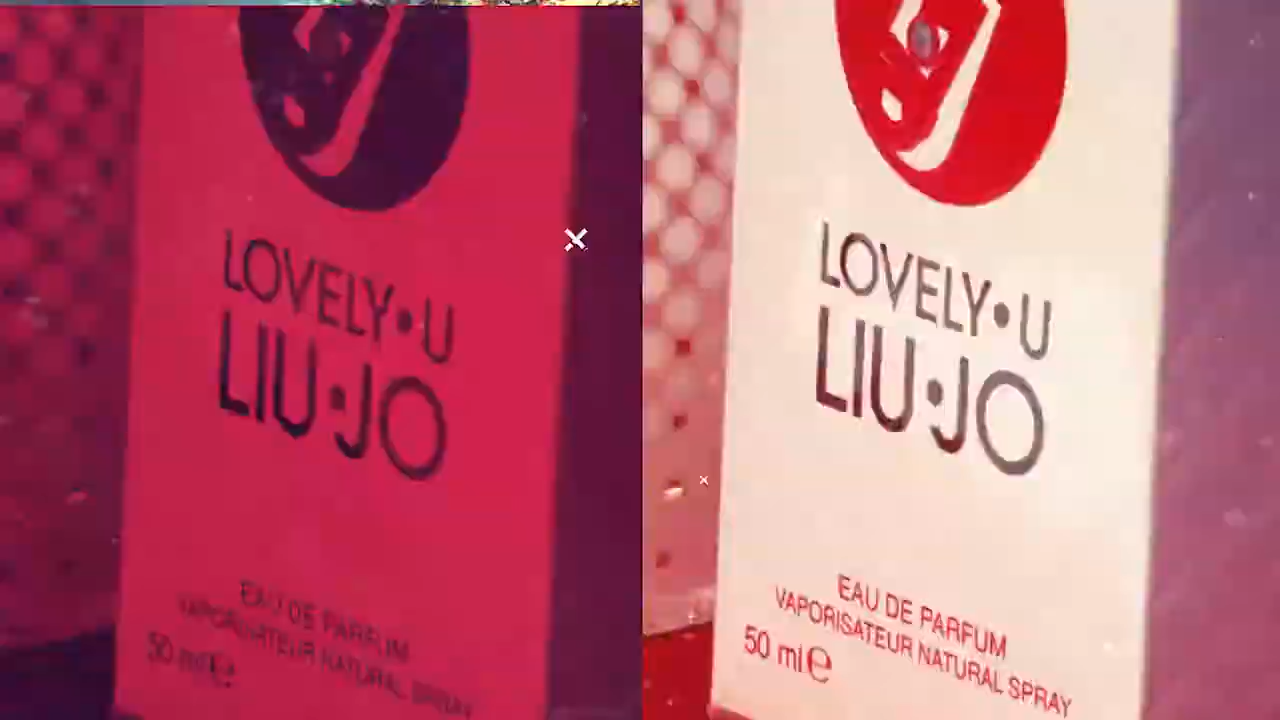 LOVELY•U
LIU•JO
EAU DE PARFUM
VAPORISATEUR NATURAL SPRAY
50 ml e
LOVELY•U
LIU•JO
EAU DE PARFUM
VAPORISATEUR NATURAL SPRAY
50 ml e